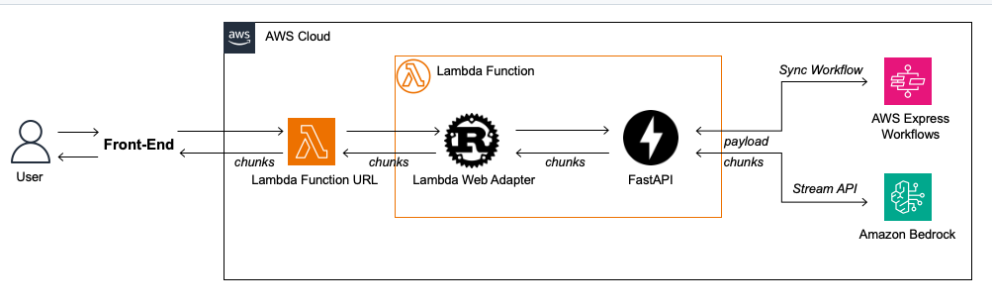 aws
AWS Cloud
Lambda Function
Sync Workflow
AWS Express
Workflows
Front-End
payload
chunks
chunks
chunks
chunks
User
Lambda Function URL
Lambda Web Adapter
FastAPI
Stream API
Amazon Bedrock
R